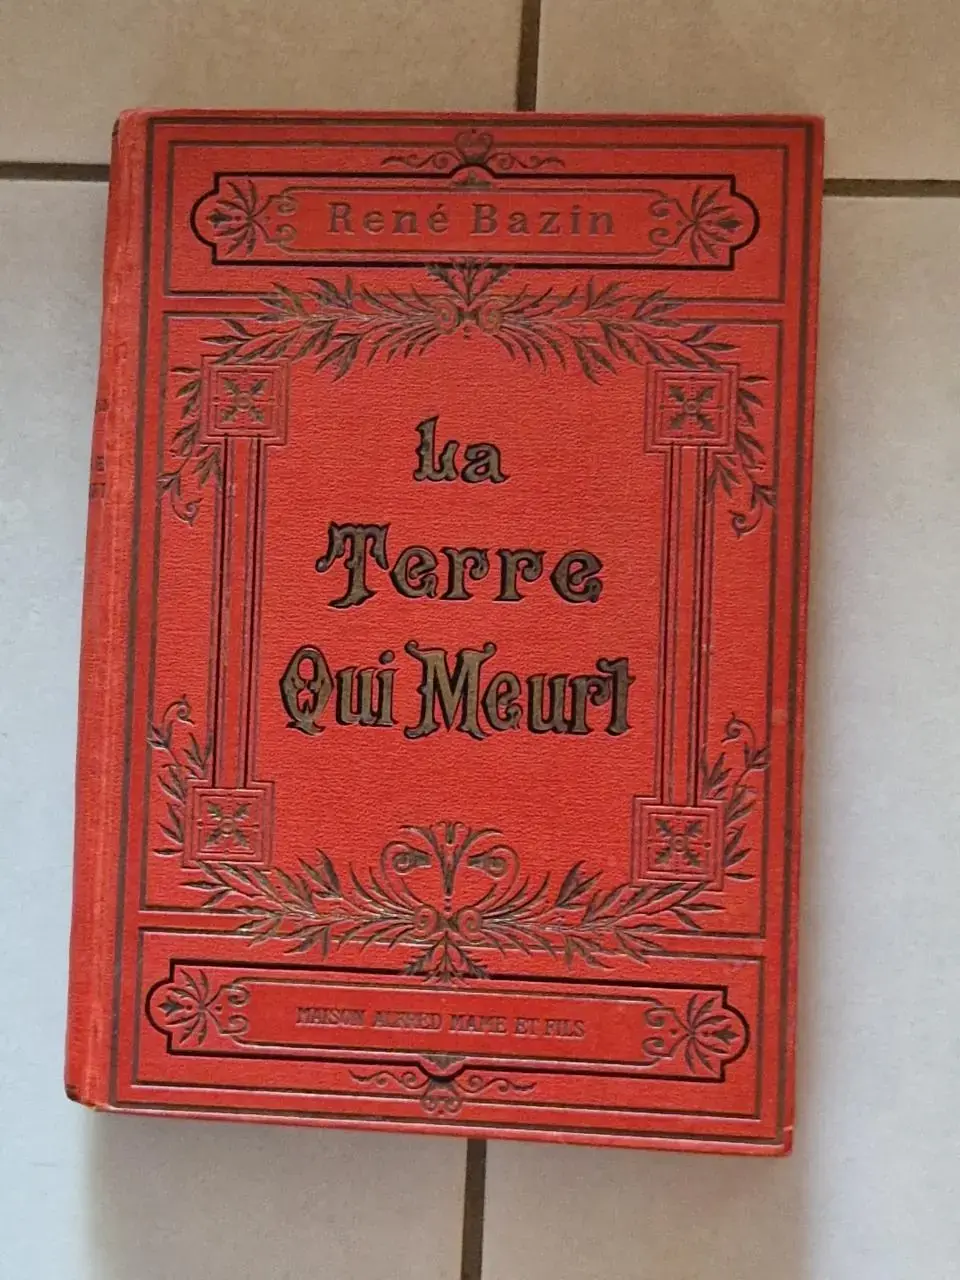 René Bazin
La
Terre
Qui Meurt
MAISON ALFRED MAME ET FILS